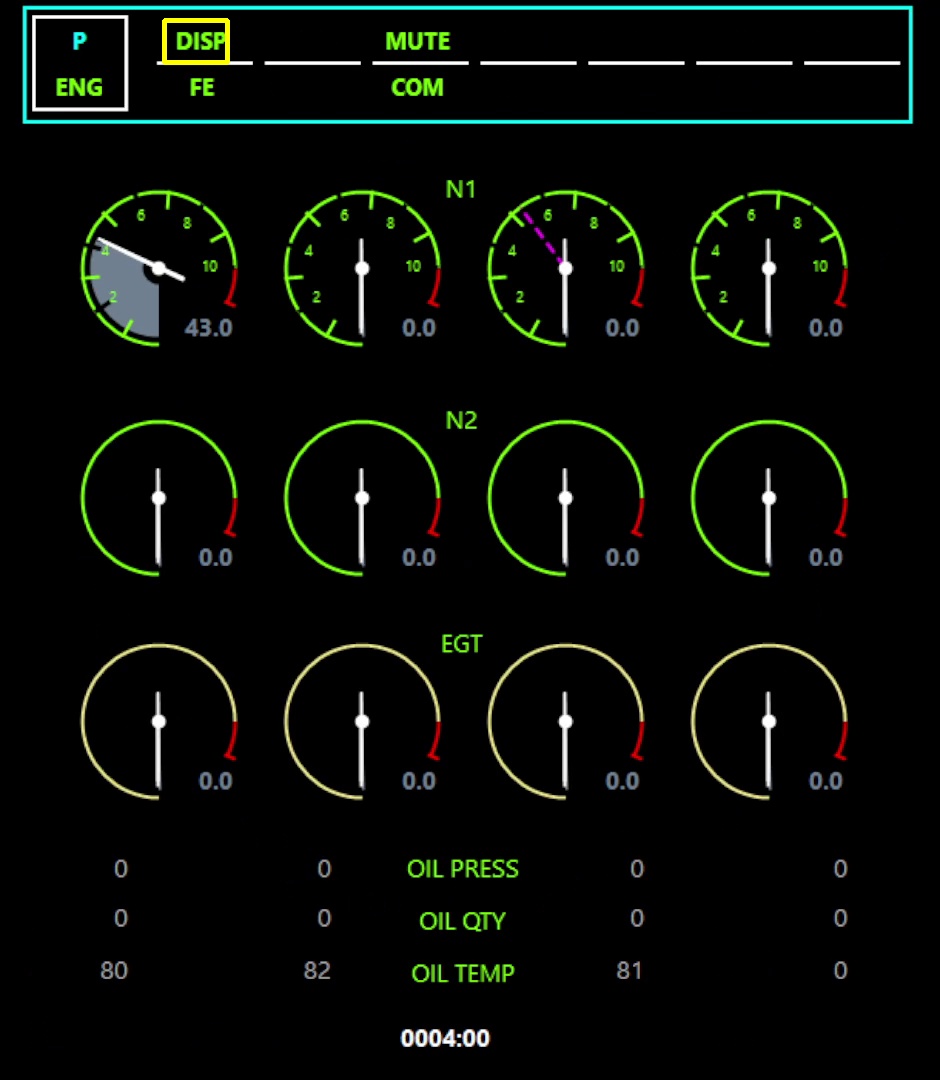 P DISP MUTE
ENG FE COM
N1
6 8 6 8 6 8 6 8
4 10 4 10 4 10 4 10
2 2 2 2
43.0 0.0 0.0 0.0
N2
0.0 0.0 0.0 0.0
EGT
0.0 0.0 0.0 0.0
0 0 OIL PRESS 0 0
0 0 OIL QTY 0 0
80 82 OIL TEMP 81 0
0004:00